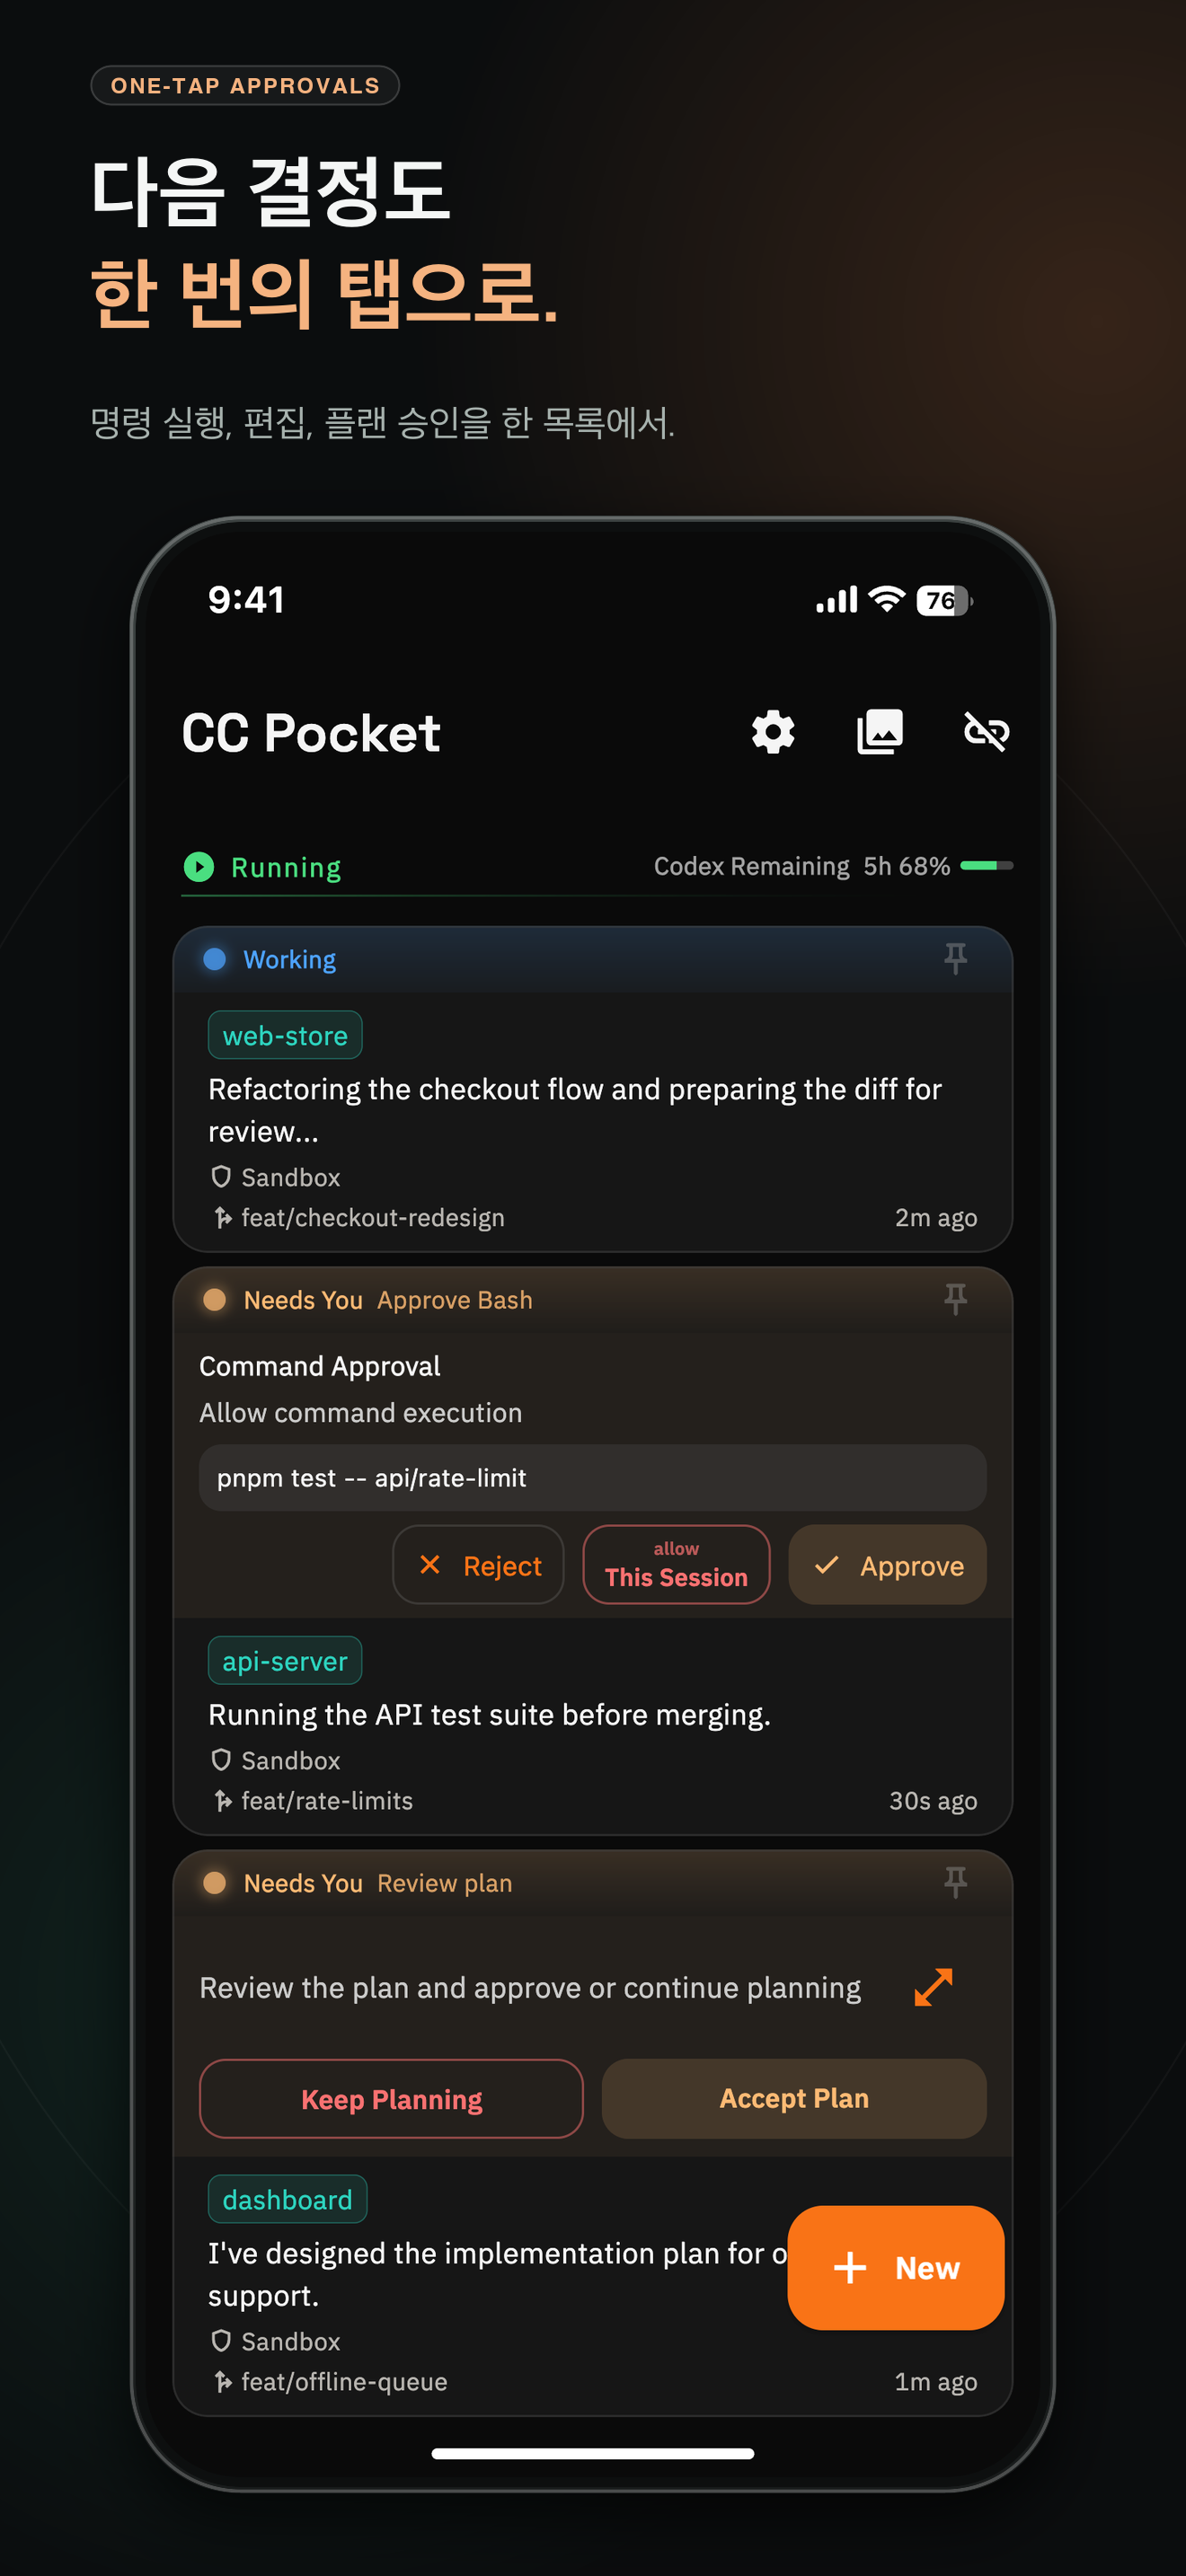 ONE-TAP APPROVALS
다음 결정도
한 번의 탭으로.
명령 실행, 편집, 플랜 승인을 한 목록에서.
9:41
76
CC Pocket
Running
Codex Remaining 5h 68%
Working
web-store
Refactoring the checkout flow and preparing the diff for
review...
Sandbox
feat/checkout-redesign
2m ago
Needs You Approve Bash
Command Approval
Allow command execution
pnpm test -- api/rate-limit
Reject
allow
This Session
Approve
api-server
Running the API test suite before merging.
Sandbox
feat/rate-limits
30s ago
Needs You Review plan
Review the plan and approve or continue planning
Keep Planning
Accept Plan
dashboard
I've designed the implementation plan for
support.
New
Sandbox
feat/offline-queue
1m ago